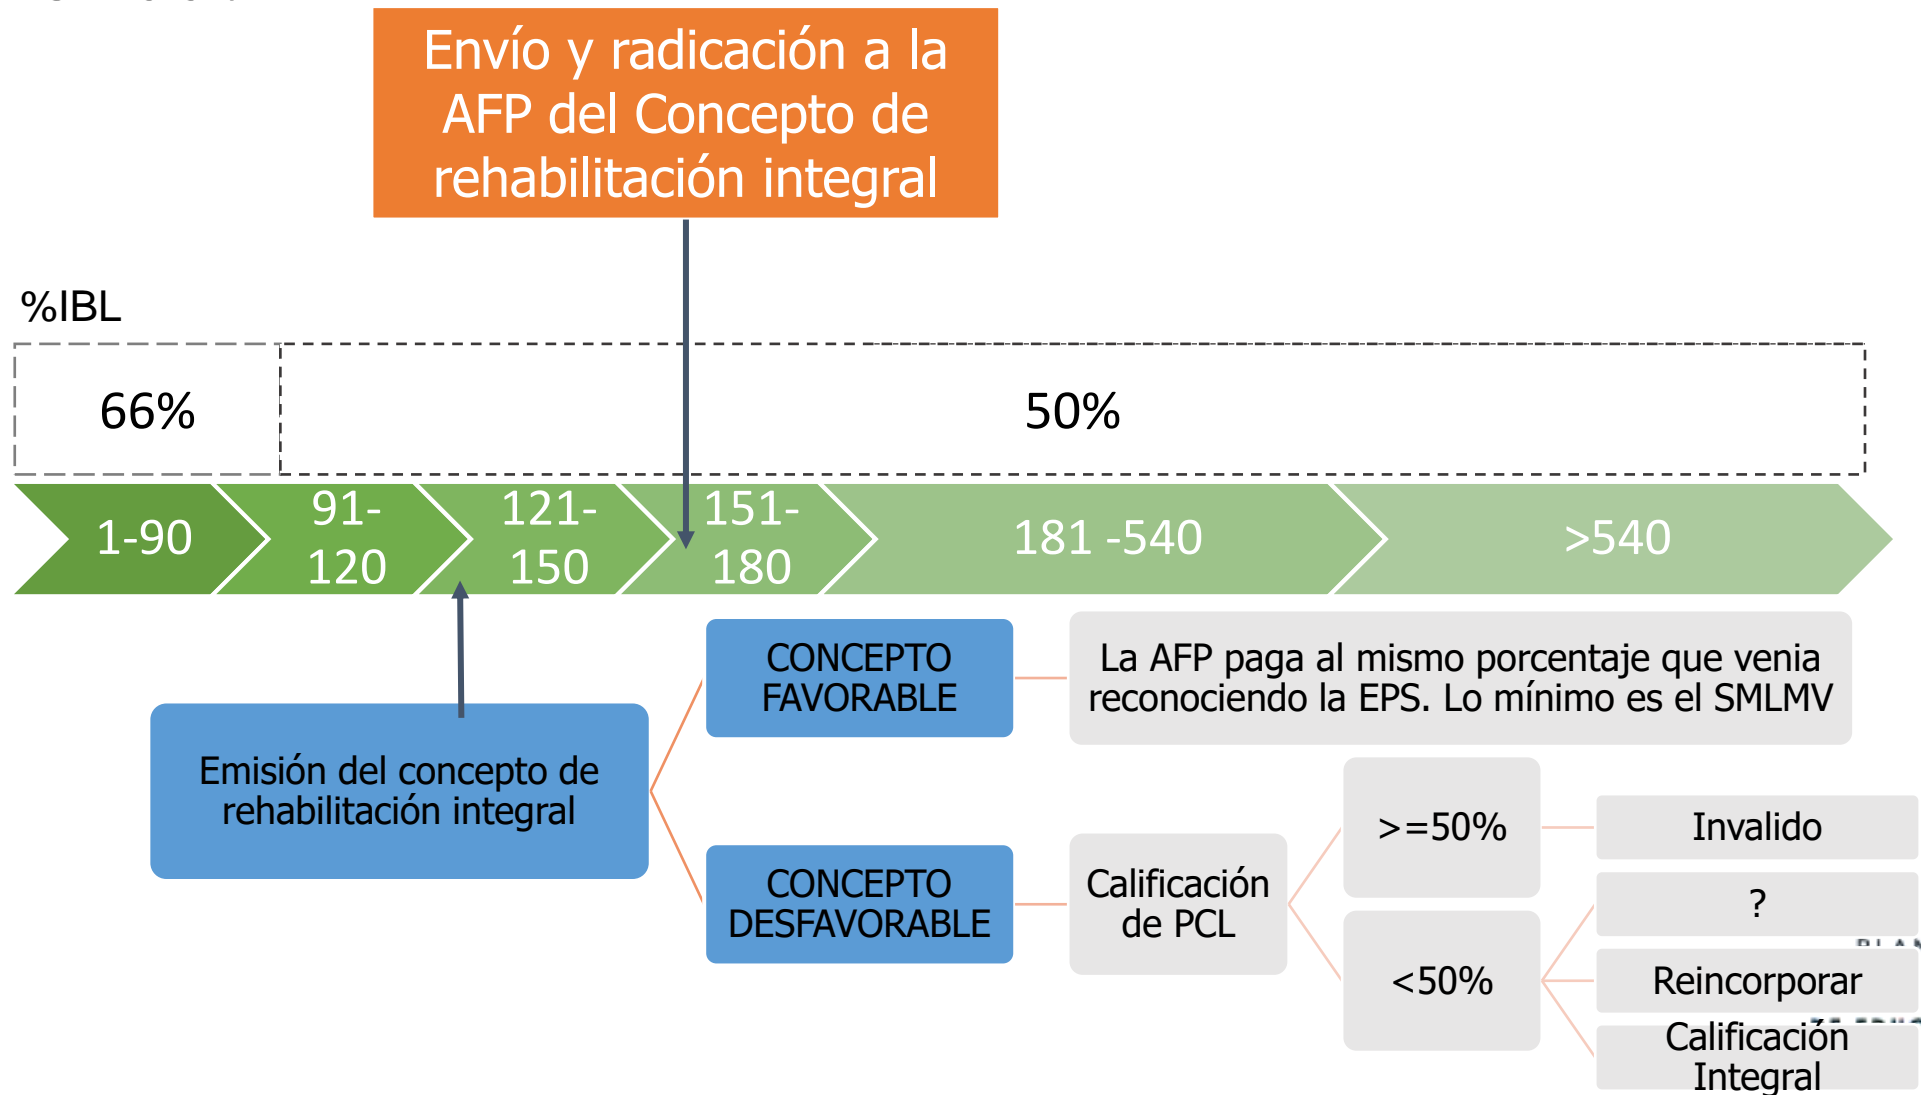 Envío y radicación a la
AFP del Concepto de
rehabilitación integral
%IBL
66%
50%
1-90
91-
120
121-
150
151-
180
181 -540
>540
CONCEPTO
FAVORABLE
La AFP paga al mismo porcentaje que venia
reconociendo la EPS. Lo mínimo es el SMLMV
Emisión del concepto de
rehabilitación integral
CONCEPTO
DESFAVORABLE
Calificación
de PCL
>=50%
Invalido
?
<50%
Reincorporar
Calificación
Integral